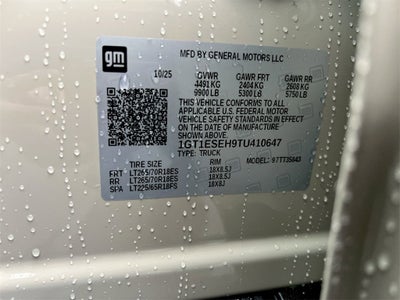 gm
MFD BY GENERAL MOTORS LLC
10/25 GVWR GAWR FRT GAWR RR
4491KG 2404 KG 2608 KG
9900 LB 5300 LB 5750 LB
THIS VEHICLE CONFORMS TO ALL
APPLICABLE U.S. FEDERAL MOTOR
VEHICLE SAFETY STANDARDS IN EFFECT
ON THE DATE OF MANUFACTURE SHOWN ABOVE.
1GT1ESEH9TU410647
TYPE: TRUCK MODEL:
TIRE SIZE RIM
FRT LT265/70R18ES 18X8.5J
RR LT265/70R18ES 18X8.5J
SPA LT225/65R18FS 18X8J